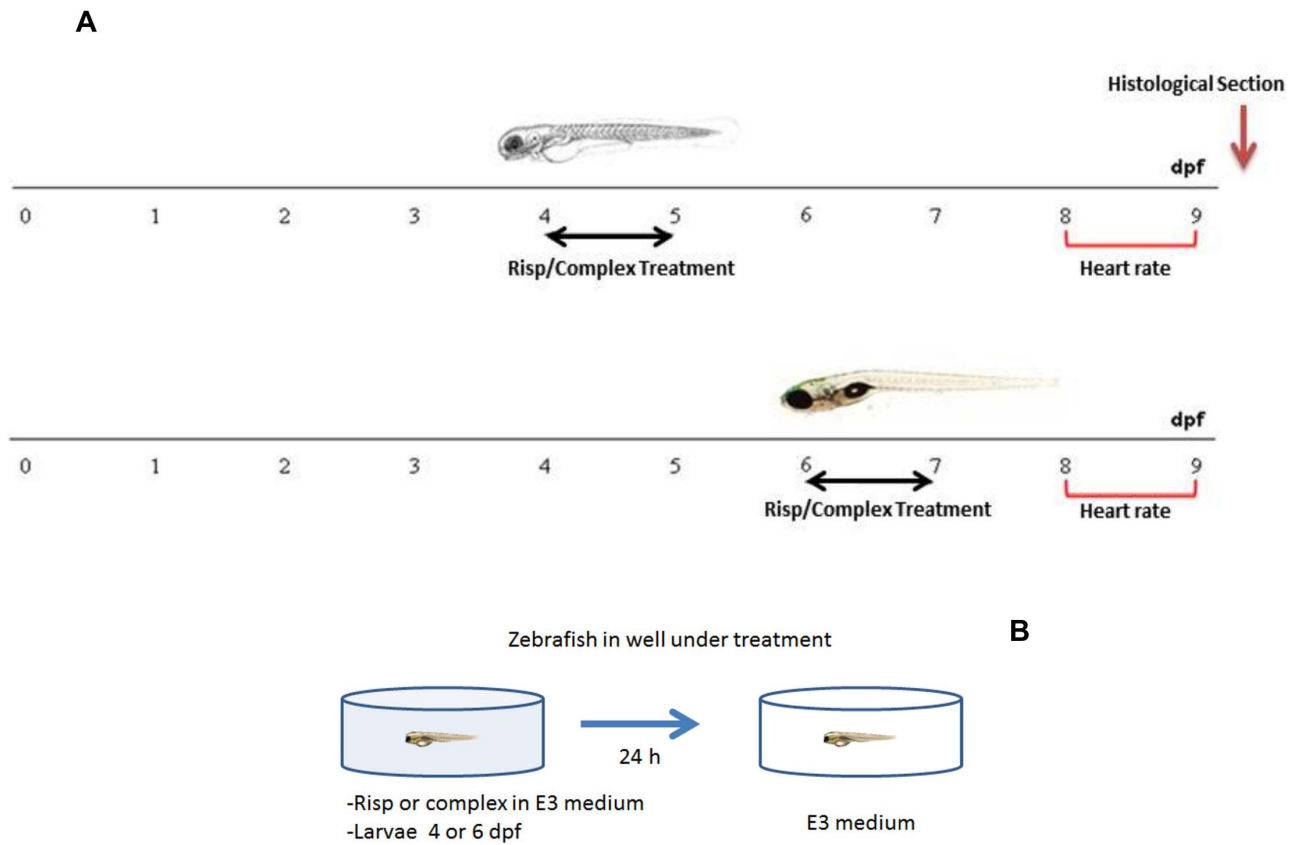 A
Histological Section
dpf
0 1 2 3 4 5 6 7 8 9
Risp/Complex Treatment
Heart rate
dpf
0 1 2 3 4 5 6 7 8 9
Risp/Complex Treatment
Heart rate
B
Zebrafish in well under treatment
24 h
-Risp or complex in E3 medium
-Larvae 4 or 6 dpf
E3 medium